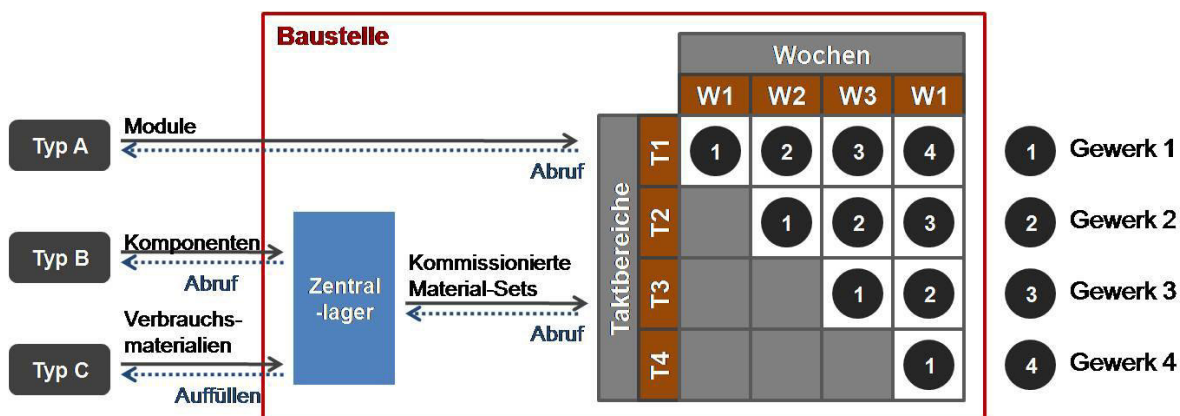 Baustelle
Wochen
W1 W2 W3 W1
Typ A
Module
Abruf
Taktbereiche
T1
1 2 3 4
1 Gewerk 1
T2
1 2 3
2 Gewerk 2
Typ B
Komponenten
Abruf
Zentral
-lager
Kommissionierte
Material-Sets
Abruf
T3
1 2
3 Gewerk 3
Typ C
Verbrauchs-
materialien
Auffüllen
T4
1
4 Gewerk 4